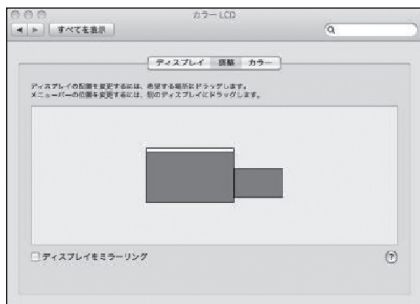 カラー LCD
すべてを表示
ディスプレイ 調整 カラー
ディスプレイの配置を変更するには、希望する場所にドラッグします。
メニューバーの位置を変更するには、別のディスプレイにドラッグします。
ディスプレイをミラーリング
?